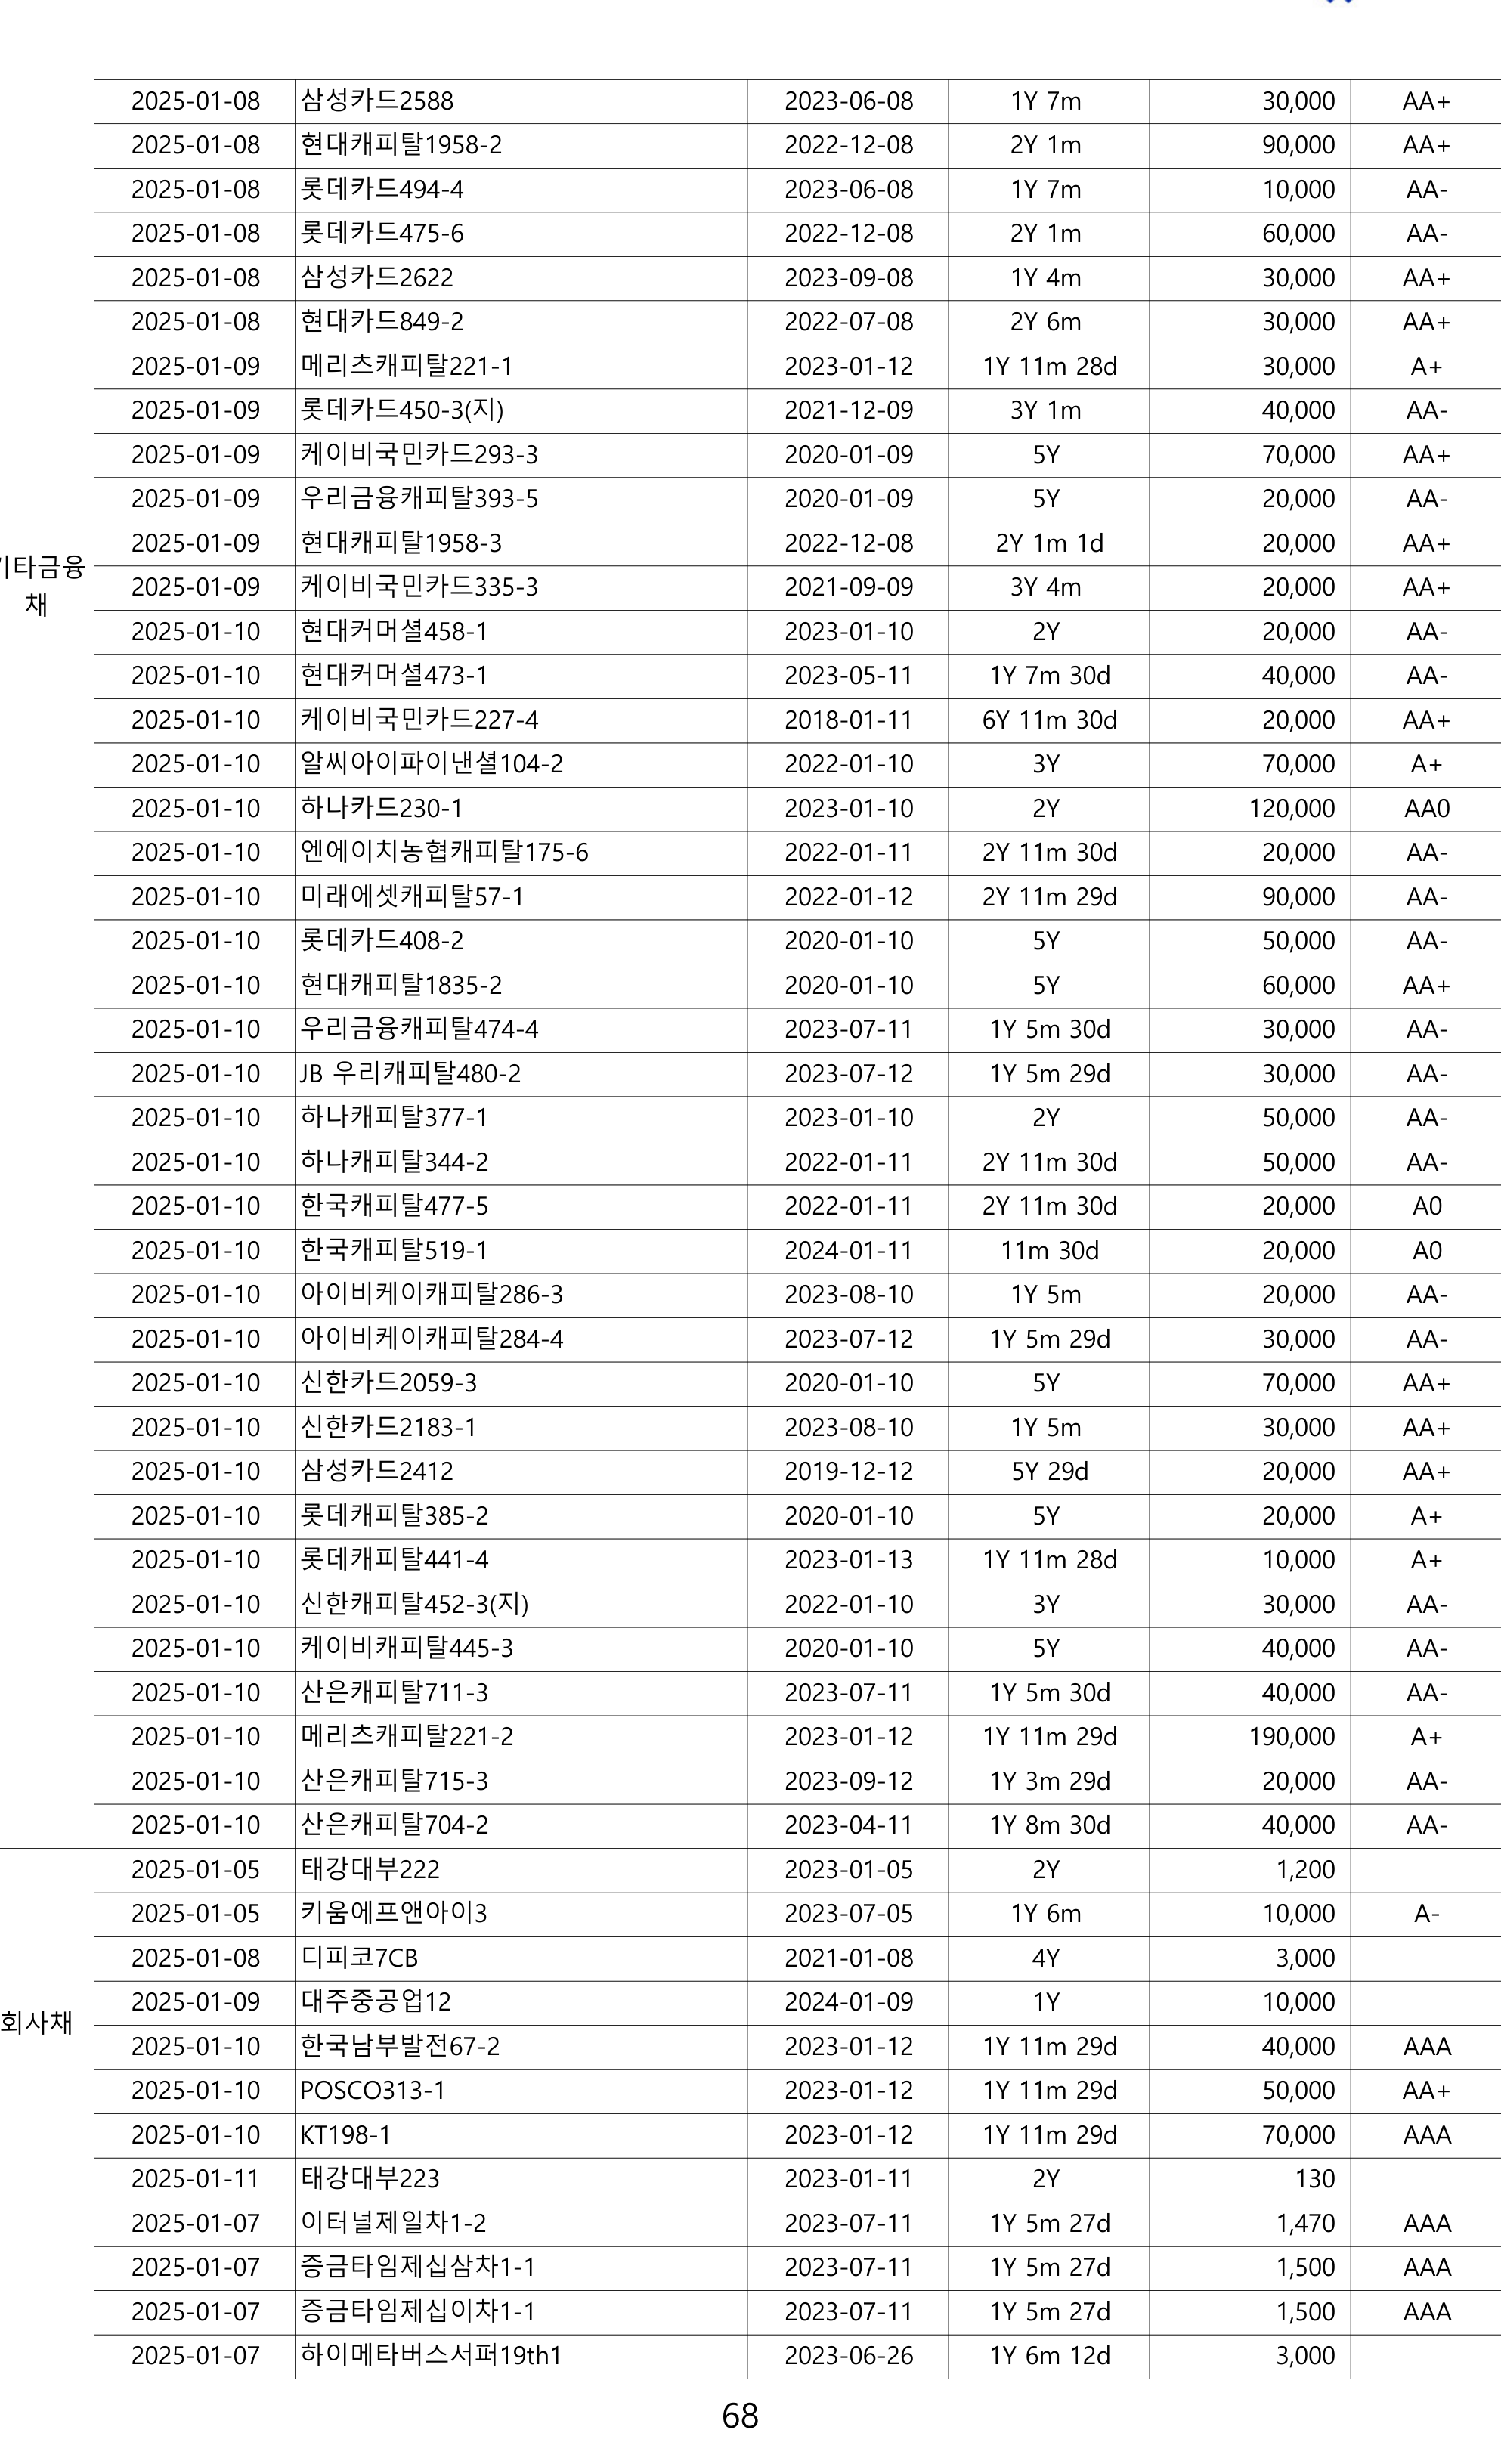 2025-01-08 삼성카드2588 2023-06-08 1Y 7m 30,000 AA+
2025-01-08 현대캐피탈1958-2 2022-12-08 2Y 1m 90,000 AA+
2025-01-08 롯데카드494-4 2023-06-08 1Y 7m 10,000 AA-
2025-01-08 롯데카드475-6 2022-12-08 2Y 1m 60,000 AA-
2025-01-08 삼성카드2622 2023-09-08 1Y 4m 30,000 AA+
2025-01-08 현대카드849-2 2022-07-08 2Y 6m 30,000 AA+
2025-01-09 메리츠캐피탈221-1 2023-01-12 1Y 11m 28d 30,000 A+
2025-01-09 롯데카드450-3(지) 2021-12-09 3Y 1m 40,000 AA-
2025-01-09 케이비국민카드293-3 2020-01-09 5Y 70,000 AA+
2025-01-09 우리금융캐피탈393-5 2020-01-09 5Y 20,000 AA-
2025-01-09 현대캐피탈1958-3 2022-12-08 2Y 1m 1d 20,000 AA+
기타금융
채
2025-01-09 케이비국민카드335-3 2021-09-09 3Y 4m 20,000 AA+
2025-01-10 현대커머셜458-1 2023-01-10 2Y 20,000 AA-
2025-01-10 현대커머셜473-1 2023-05-11 1Y 7m 30d 40,000 AA-
2025-01-10 케이비국민카드227-4 2018-01-11 6Y 11m 30d 20,000 AA+
2025-01-10 알씨아이파이낸셜104-2 2022-01-10 3Y 70,000 A+
2025-01-10 하나카드230-1 2023-01-10 2Y 120,000 AA0
2025-01-10 엔에이치농협캐피탈175-6 2022-01-11 2Y 11m 30d 20,000 AA-
2025-01-10 미래에셋캐피탈57-1 2022-01-12 2Y 11m 29d 90,000 AA-
2025-01-10 롯데카드408-2 2020-01-10 5Y 50,000 AA-
2025-01-10 현대캐피탈1835-2 2020-01-10 5Y 60,000 AA+
2025-01-10 우리금융캐피탈474-4 2023-07-11 1Y 5m 30d 30,000 AA-
2025-01-10 JB 우리캐피탈480-2 2023-07-12 1Y 5m 29d 30,000 AA-
2025-01-10 하나캐피탈377-1 2023-01-10 2Y 50,000 AA-
2025-01-10 하나캐피탈344-2 2022-01-11 2Y 11m 30d 50,000 AA-
2025-01-10 한국캐피탈477-5 2022-01-11 2Y 11m 30d 20,000 A0
2025-01-10 한국캐피탈519-1 2024-01-11 11m 30d 20,000 A0
2025-01-10 아이비케이캐피탈286-3 2023-08-10 1Y 5m 20,000 AA-
2025-01-10 아이비케이캐피탈284-4 2023-07-12 1Y 5m 29d 30,000 AA-
2025-01-10 신한카드2059-3 2020-01-10 5Y 70,000 AA+
2025-01-10 신한카드2183-1 2023-08-10 1Y 5m 30,000 AA+
2025-01-10 삼성카드2412 2019-12-12 5Y 29d 20,000 AA+
2025-01-10 롯데캐피탈385-2 2020-01-10 5Y 20,000 A+
2025-01-10 롯데캐피탈441-4 2023-01-13 1Y 11m 28d 10,000 A+
2025-01-10 신한캐피탈452-3(지) 2022-01-10 3Y 30,000 AA-
2025-01-10 케이비캐피탈445-3 2020-01-10 5Y 40,000 AA-
2025-01-10 산은캐피탈711-3 2023-07-11 1Y 5m 30d 40,000 AA-
2025-01-10 메리츠캐피탈221-2 2023-01-12 1Y 11m 29d 190,000 A+
2025-01-10 산은캐피탈715-3 2023-09-12 1Y 3m 29d 20,000 AA-
2025-01-10 산은캐피탈704-2 2023-04-11 1Y 8m 30d 40,000 AA-
2025-01-05 태강대부222 2023-01-05 2Y 1,200
2025-01-05 키움에프앤아이3 2023-07-05 1Y 6m 10,000 A-
2025-01-08 디피코7CB 2021-01-08 4Y 3,000
2025-01-09 대주중공업12 2024-01-09 1Y 10,000
회사채
2025-01-10 한국남부발전67-2 2023-01-12 1Y 11m 29d 40,000 AAA
2025-01-10 POSCO313-1 2023-01-12 1Y 11m 29d 50,000 AA+
2025-01-10 KT198-1 2023-01-12 1Y 11m 29d 70,000 AAA
2025-01-11 태강대부223 2023-01-11 2Y 130
2025-01-07 이터널제일차1-2 2023-07-11 1Y 5m 27d 1,470 AAA
2025-01-07 증금타임제십삼차1-1 2023-07-11 1Y 5m 27d 1,500 AAA
2025-01-07 증금타임제십이차1-1 2023-07-11 1Y 5m 27d 1,500 AAA
2025-01-07 하이메타버스서퍼19th1 2023-06-26 1Y 6m 12d 3,000
68